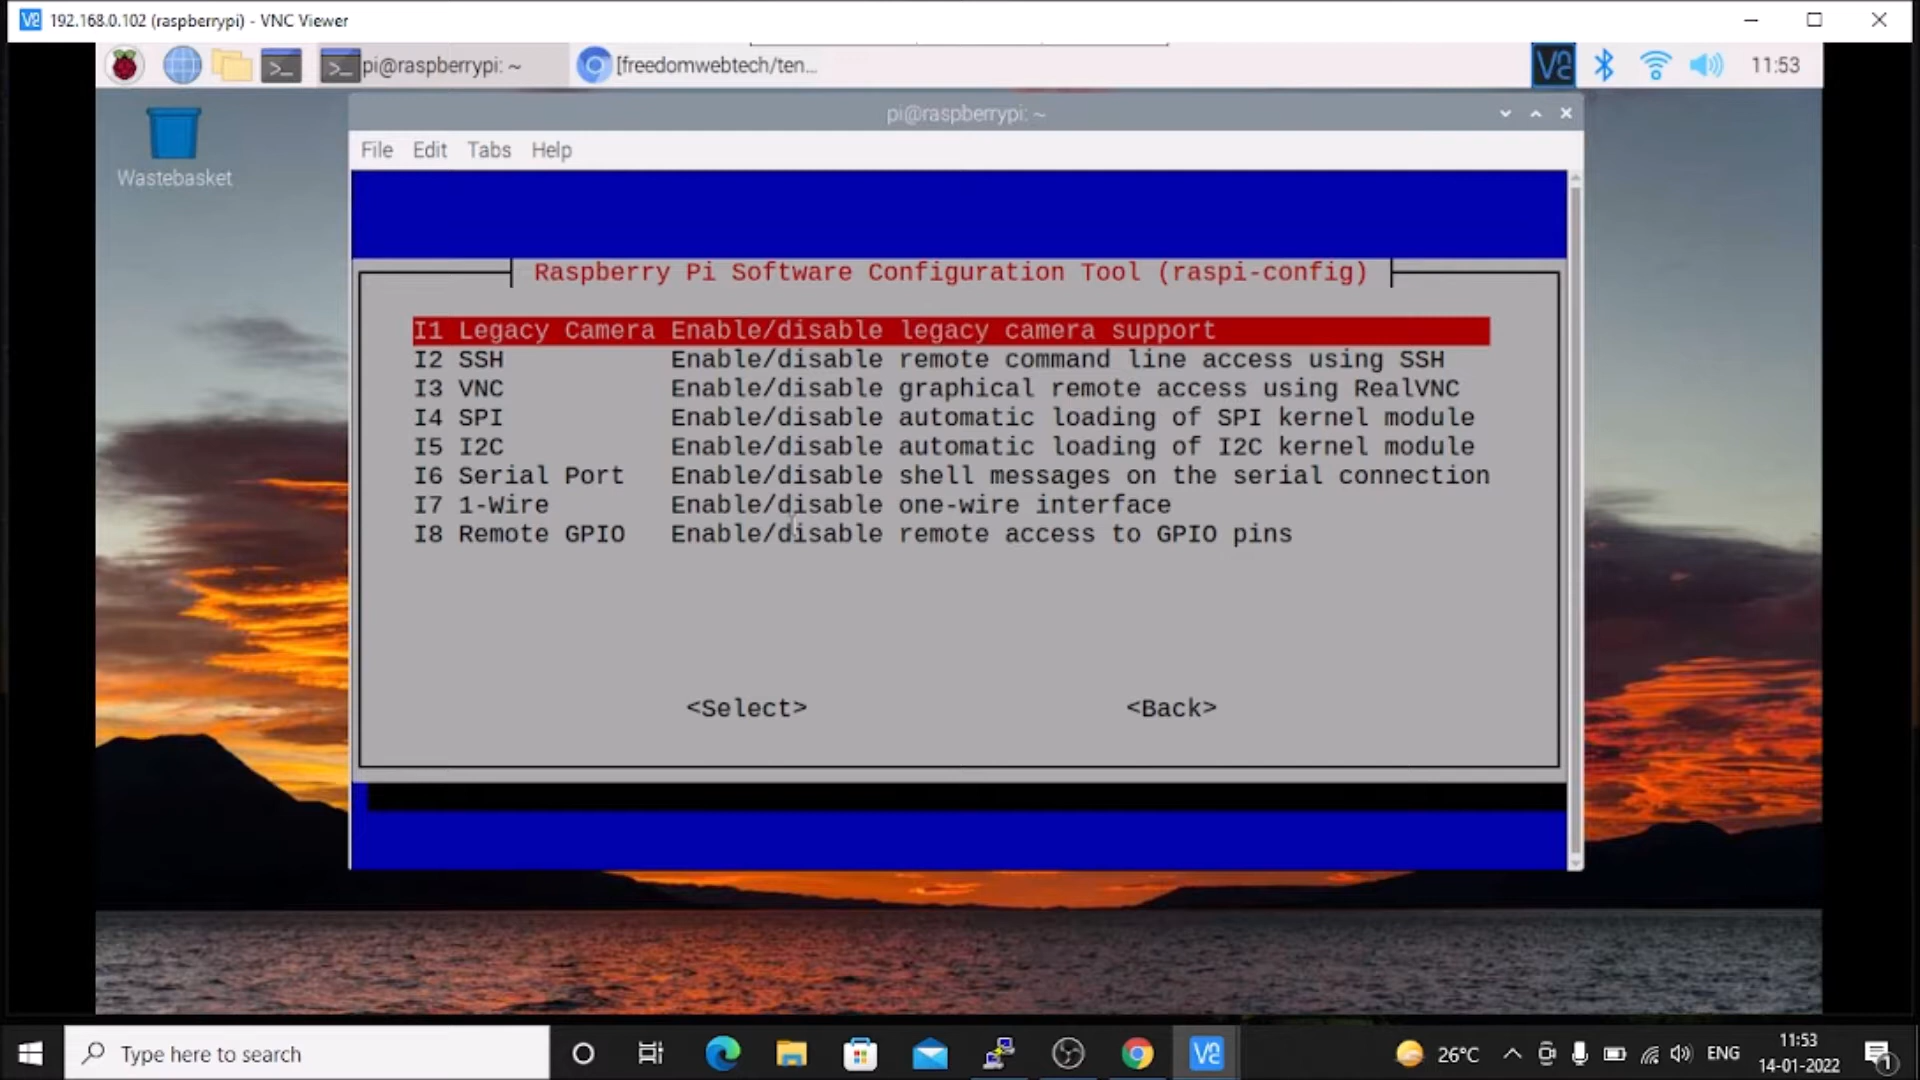 192.168.0.102 (raspberrypi) - VNC Viewer
pi@raspberrypi: ~
[freedomwebtech/ten...
11:53
Wastebasket
pi@raspberrypi: ~
File Edit Tabs Help
Raspberry Pi Software Configuration Tool (raspi-config)
I1 Legacy Camera Enable/disable legacy camera support
I2 SSH Enable/disable remote command line access using SSH
I3 VNC Enable/disable graphical remote access using RealVNC
I4 SPI Enable/disable automatic loading of SPI kernel module
I5 I2C Enable/disable automatic loading of I2C kernel module
I6 Serial Port Enable/disable shell messages on the serial connection
I7 1-Wire Enable/disable one-wire interface
I8 Remote GPIO Enable/disable remote access to GPIO pins
<Select> <Back>
Type here to search
26°C
ENG
11:53
14-01-2022
1